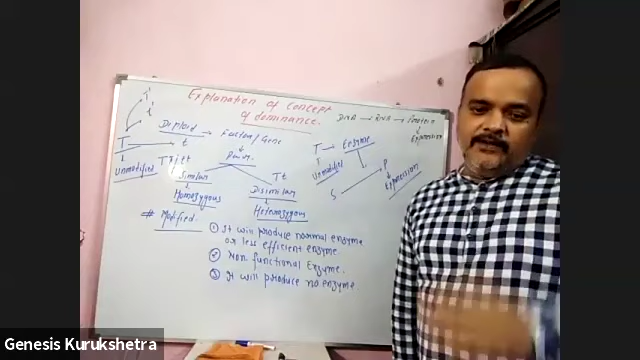 Explanation of Concept
of dominance.
DNA → RNA → Protein
↓
Expression
Diploid → Factor/Gene
↓
Pair.
T
t
↓
Unmodified
TT, tt
Similar
↓
Homozygous
Tt
Dissimilar
↓
Heterozygous
T → Enzyme
↓
Unmodified
S → P
↓
Expression
# Modified.
① It will produce normal enzyme
or less efficient enzyme.
② Non functional Enzyme.
③ It will produce no enzyme
Genesis Kurukshetra